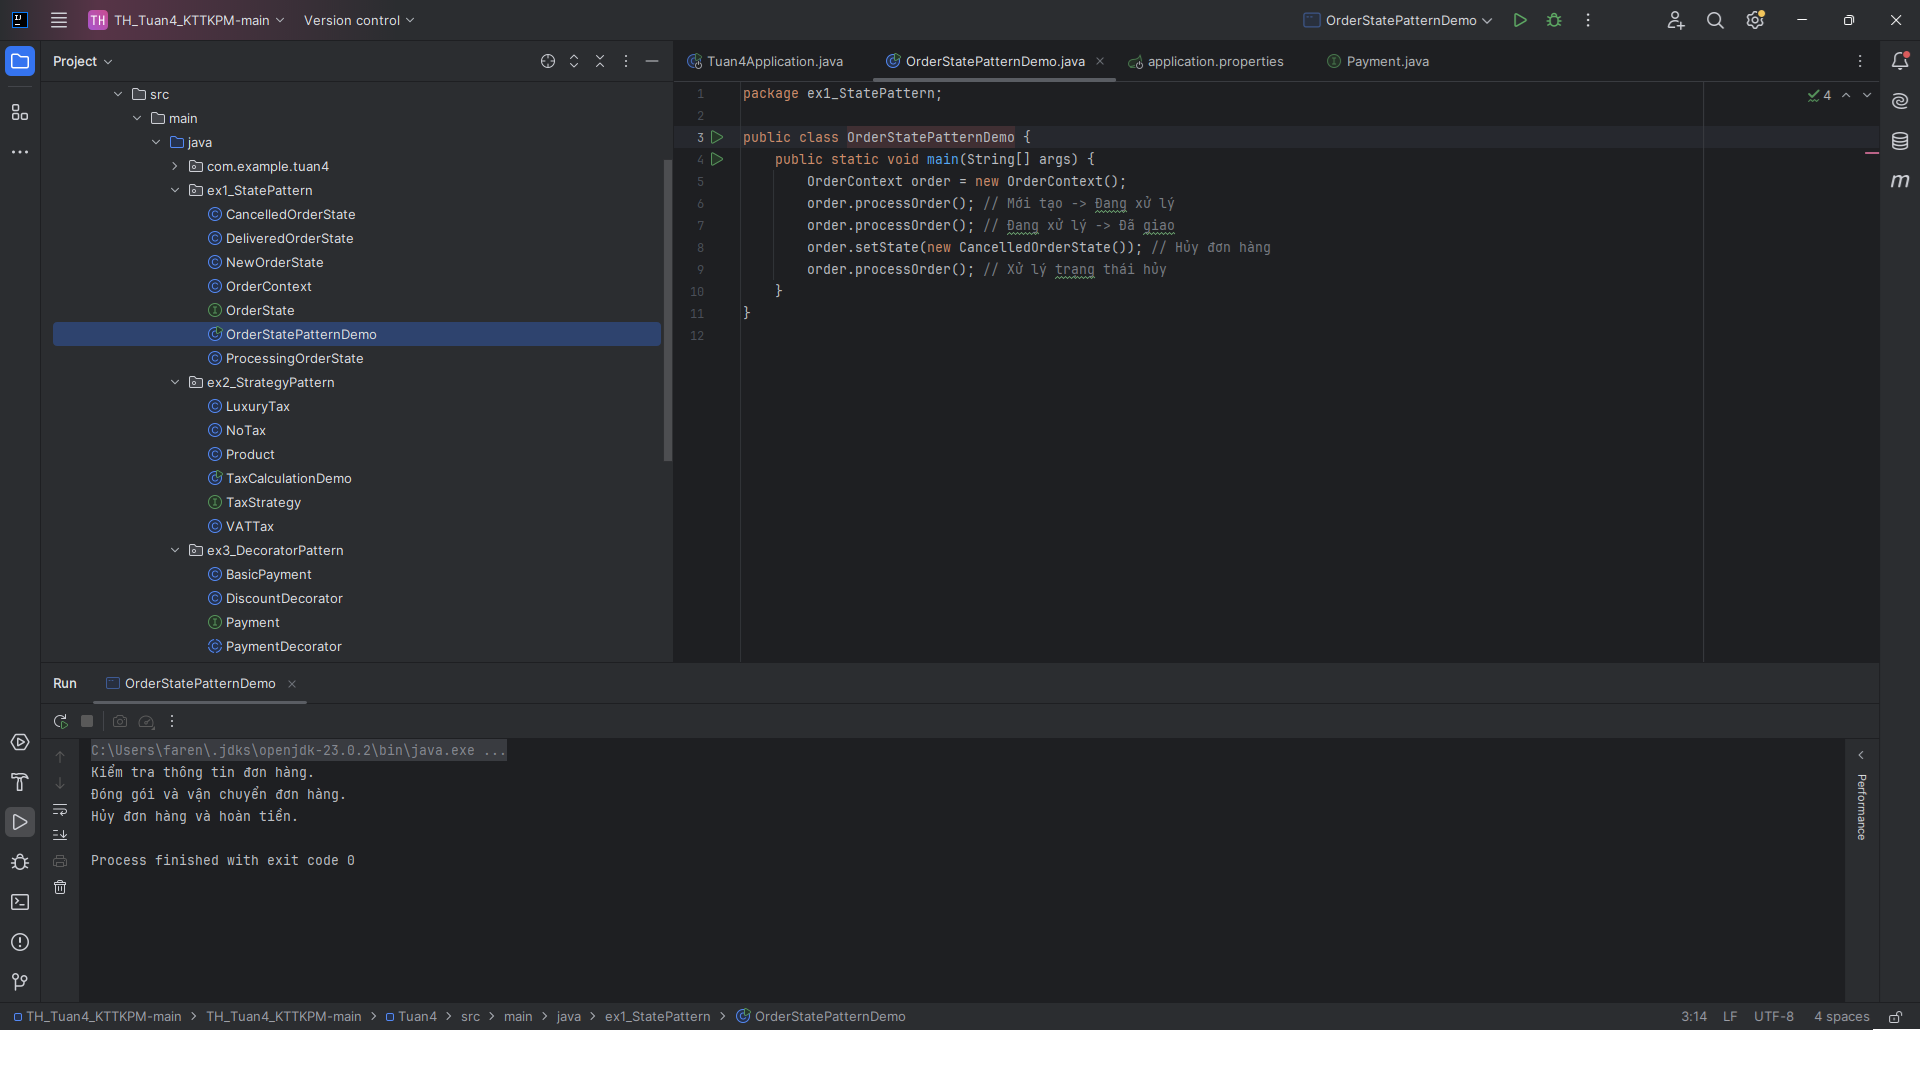 TH TH_Tuan4_KTTKPM-main Version control OrderStatePatternDemo
Project
src
main
java
com.example.tuan4
ex1_StatePattern
CancelledOrderState
DeliveredOrderState
NewOrderState
OrderContext
OrderState
OrderStatePatternDemo
ProcessingOrderState
ex2_StrategyPattern
LuxuryTax
NoTax
Product
TaxCalculationDemo
TaxStrategy
VATTax
ex3_DecoratorPattern
BasicPayment
DiscountDecorator
Payment
PaymentDecorator
Tuan4Application.java OrderStatePatternDemo.java application.properties Payment.java
4
1 package ex1_StatePattern;
2
3 public class OrderStatePatternDemo {
4 public static void main(String[] args) {
5 OrderContext order = new OrderContext();
6 order.processOrder(); // Mới tạo -> Đang xử lý
7 order.processOrder(); // Đang xử lý -> Đã giao
8 order.setState(new CancelledOrderState()); // Hủy đơn hàng
9 order.processOrder(); // Xử lý trạng thái hủy
10 }
11 }
12
Run OrderStatePatternDemo
C:\Users\faren\.jdks\openjdk-23.0.2\bin\java.exe ...
Kiểm tra thông tin đơn hàng.
Đóng gói và vận chuyển đơn hàng.
Hủy đơn hàng và hoàn tiền.
Process finished with exit code 0
Performance
TH_Tuan4_KTTKPM-main > TH_Tuan4_KTTKPM-main > Tuan4 > src > main > java > ex1_StatePattern > OrderStatePatternDemo 3:14 LF UTF-8 4 spaces